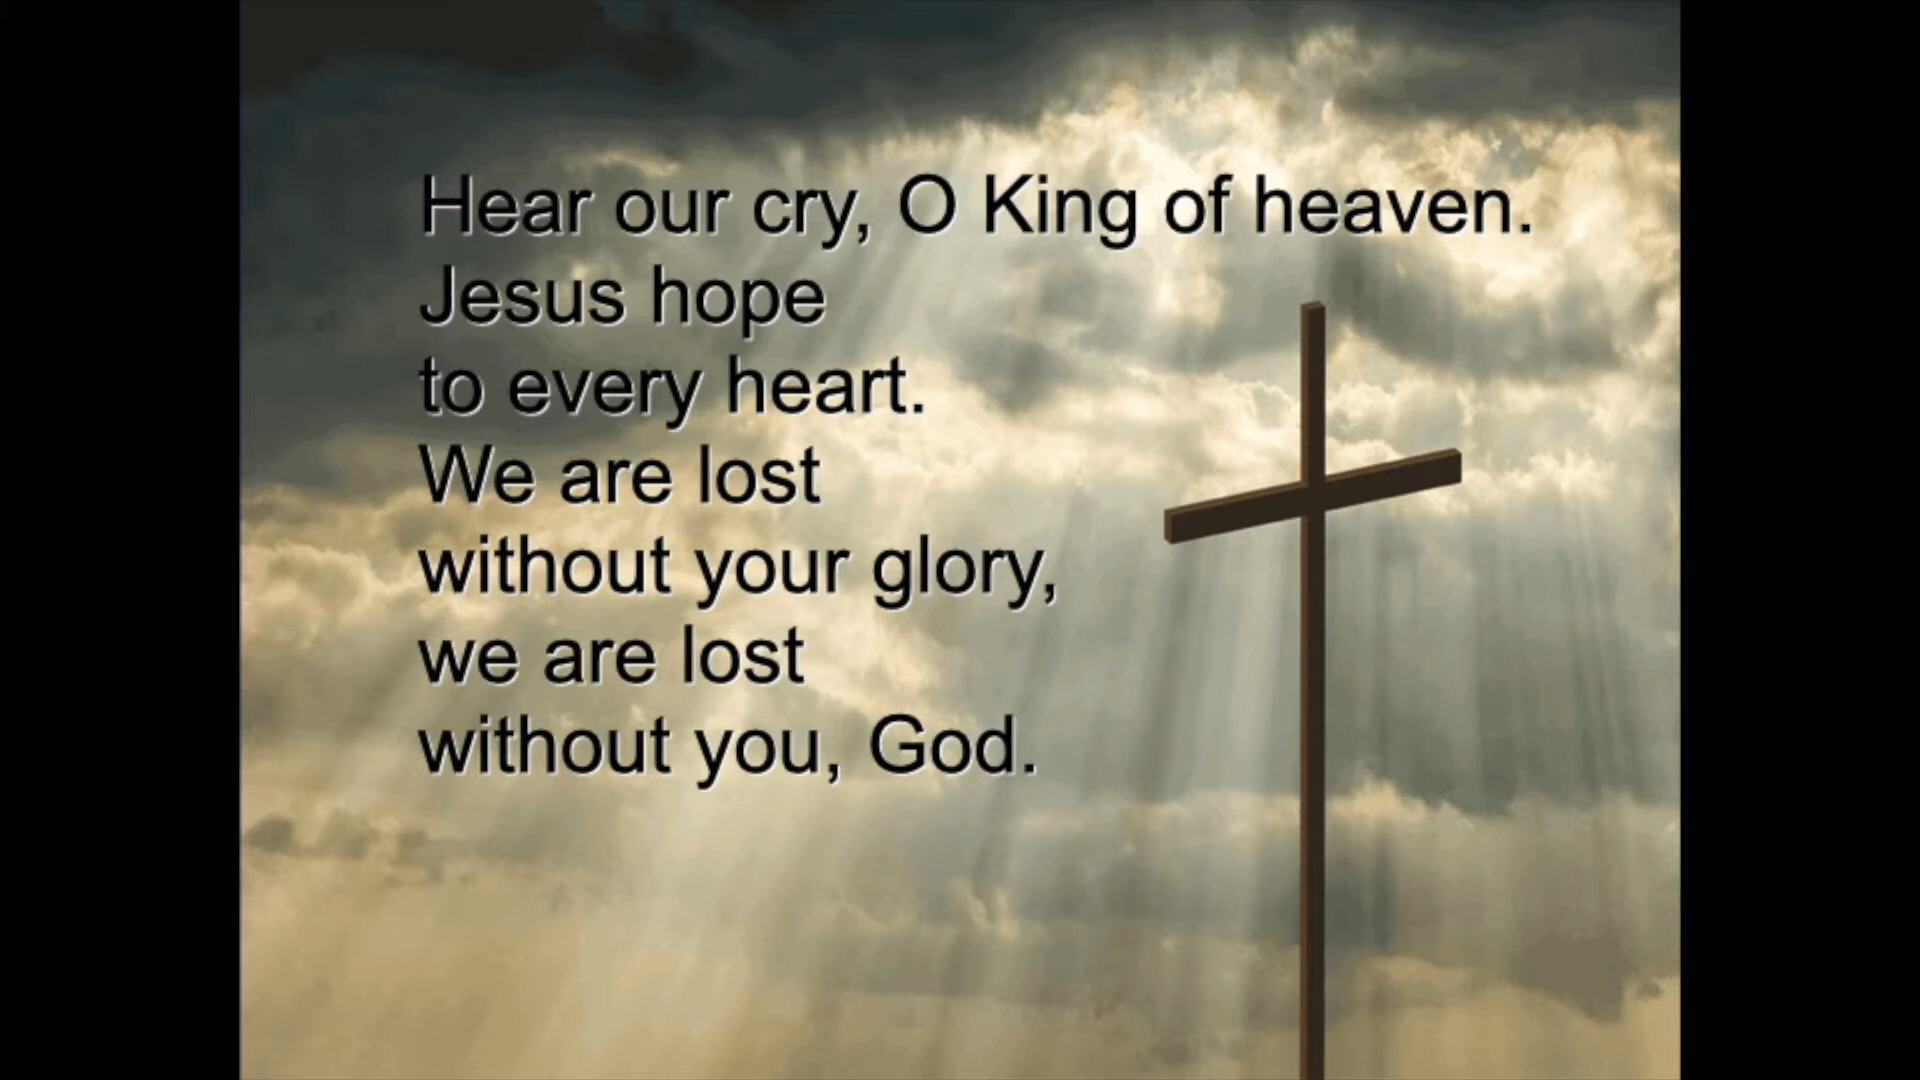 Hear our cry, O King of heaven.
Jesus hope
to every heart.
We are lost
without your glory,
we are lost
without you, God.